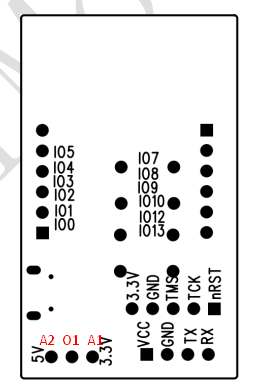 IO5
IO4
IO3
IO2
IO1
IO0
IO7
IO8
IO9
IO10
IO12
IO13
3.3V
GND
TMS
TCK
nRST
A2 O1 A1
5V
3.3V
VCC
GND
TX
RX